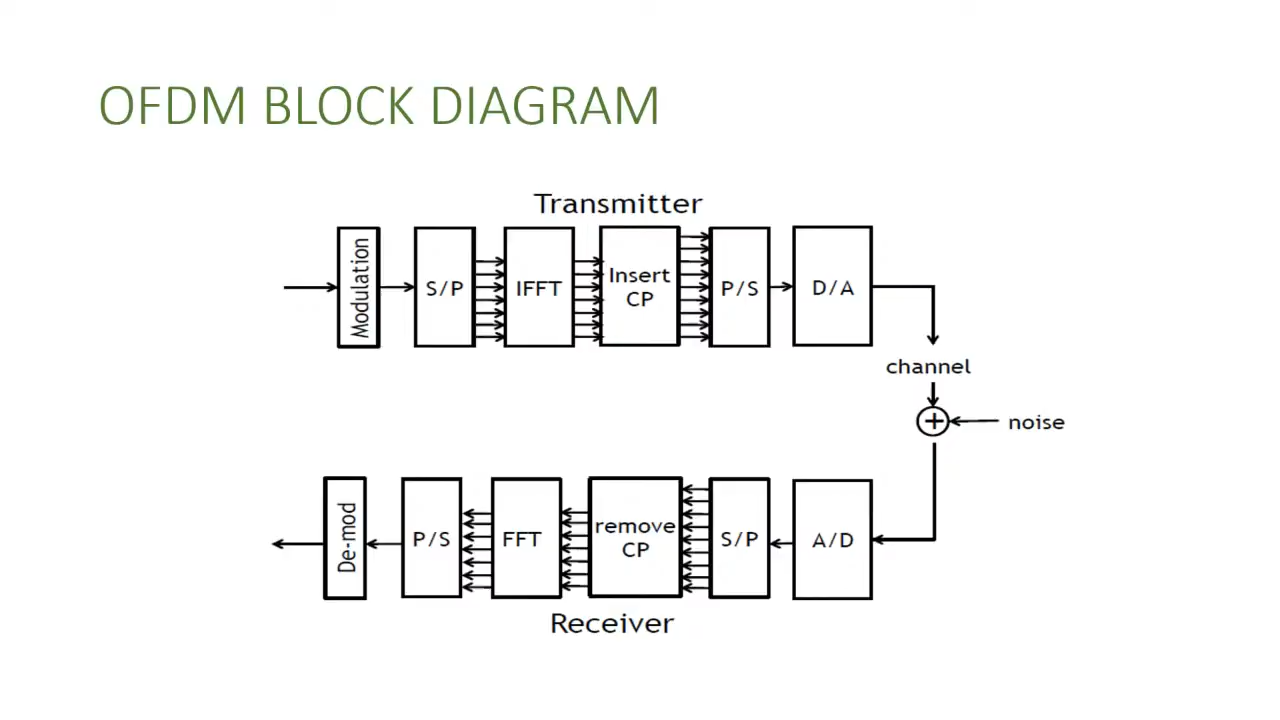 OFDM BLOCK DIAGRAM
Transmitter
Modulation
S/P
IFFT
Insert
CP
P/S
D/A
channel
+
noise
De-mod
P/S
FFT
remove
CP
S/P
A/D
Receiver